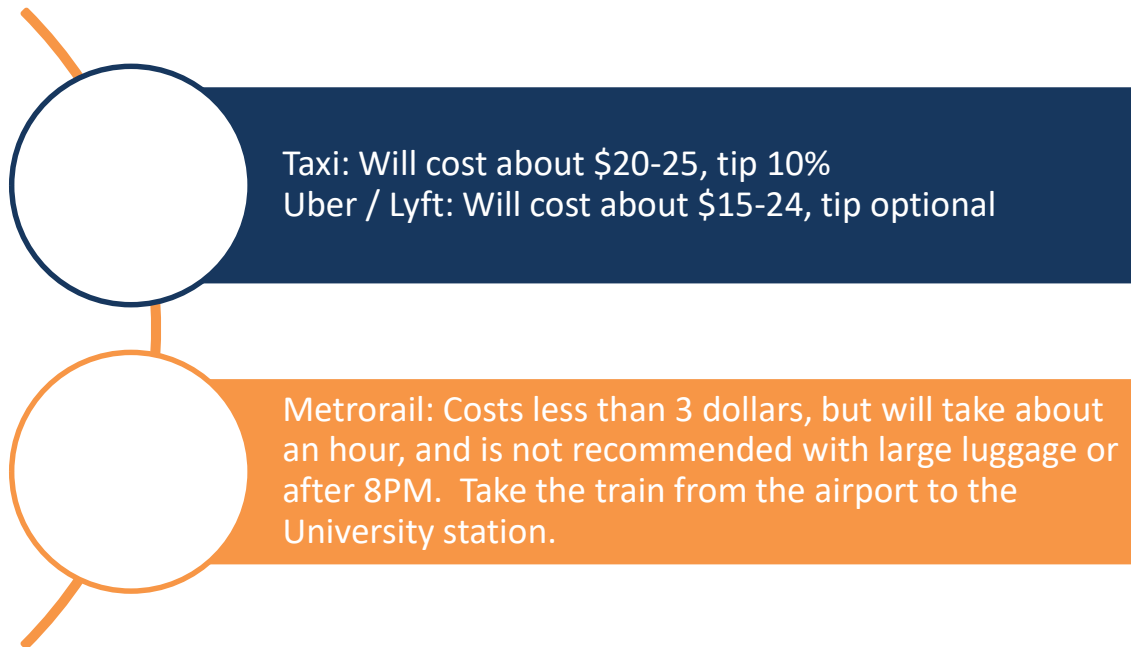 Taxi: Will cost about $20-25, tip 10%
Uber / Lyft: Will cost about $15-24, tip optional
Metrorail: Costs less than 3 dollars, but will take about
an hour, and is not recommended with large luggage or
after 8PM.  Take the train from the airport to the
University station.